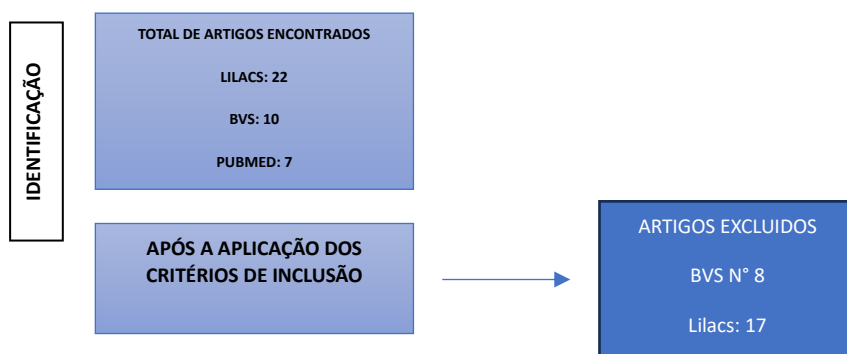 IDENTIFICAÇÃO
TOTAL DE ARTIGOS ENCONTRADOS
LILACS: 22
BVS: 10
PUBMED: 7
APÓS A APLICAÇÃO DOS
CRITÉRIOS DE INCLUSÃO
ARTIGOS EXCLUIDOS
BVS N° 8
Lilacs: 17